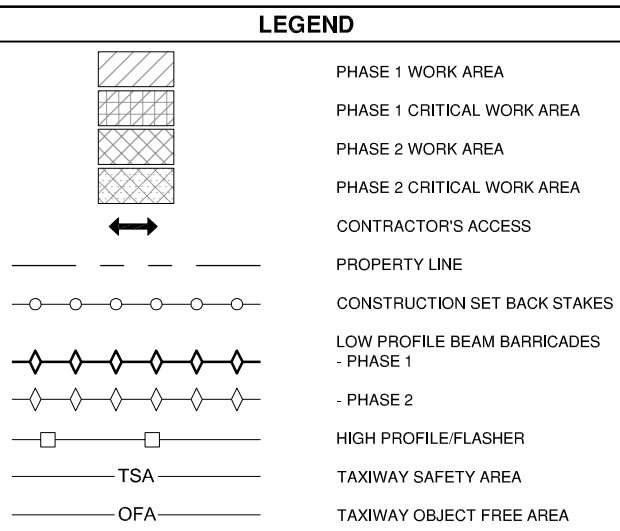 LEGEND
PHASE 1 WORK AREA
PHASE 1 CRITICAL WORK AREA
PHASE 2 WORK AREA
PHASE 2 CRITICAL WORK AREA
CONTRACTOR'S ACCESS
PROPERTY LINE
CONSTRUCTION SET BACK STAKES
LOW PROFILE BEAM BARRICADES
- PHASE 1
- PHASE 2
HIGH PROFILE/FLASHER
TSA TAXIWAY SAFETY AREA
OFA TAXIWAY OBJECT FREE AREA